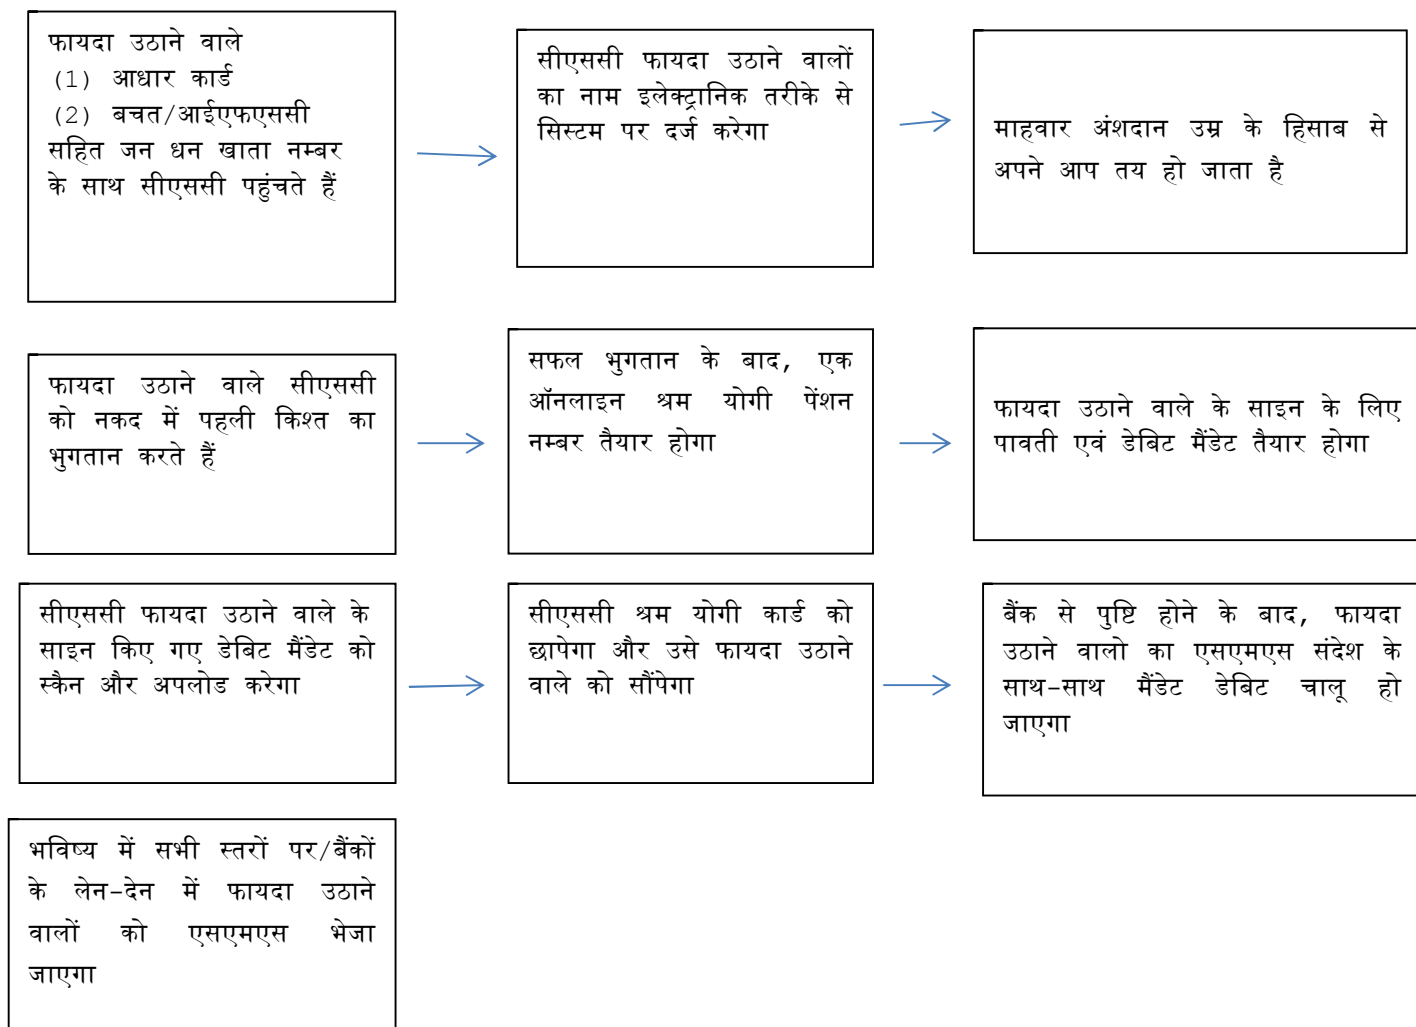 फायदा उठाने वाले
(1) आधार कार्ड
(2) बचत/आईएफएससी
सहित जन धन खाता नम्बर
के साथ सीएससी पहुंचते हैं
सीएससी फायदा उठाने वालों
का नाम इलेक्ट्रानिक तरीके से
सिस्टम पर दर्ज करेगा
माहवार अंशदान उम्र के हिसाब से
अपने आप तय हो जाता है
फायदा उठाने वाले सीएससी
को नकद में पहली किश्त का
भुगतान करते हैं
सफल भुगतान के बाद, एक
ऑनलाइन श्रम योगी पेंशन
नम्बर तैयार होगा
फायदा उठाने वाले के साइन के लिए
पावती एवं डेबिट मैंडेट तैयार होगा
सीएससी फायदा उठाने वाले के
साइन किए गए डेबिट मैंडेट को
स्कैन और अपलोड करेगा
सीएससी श्रम योगी कार्ड को
छापेगा और उसे फायदा उठाने
वाले को सौंपेगा
बैंक से पुष्टि होने के बाद, फायदा
उठाने वालो का एसएमएस संदेश के
साथ-साथ मैंडेट डेबिट चालू हो
जाएगा
भविष्य में सभी स्तरों पर/बैंकों
के लेन-देन में फायदा उठाने
वालों को एसएमएस भेजा
जाएगा